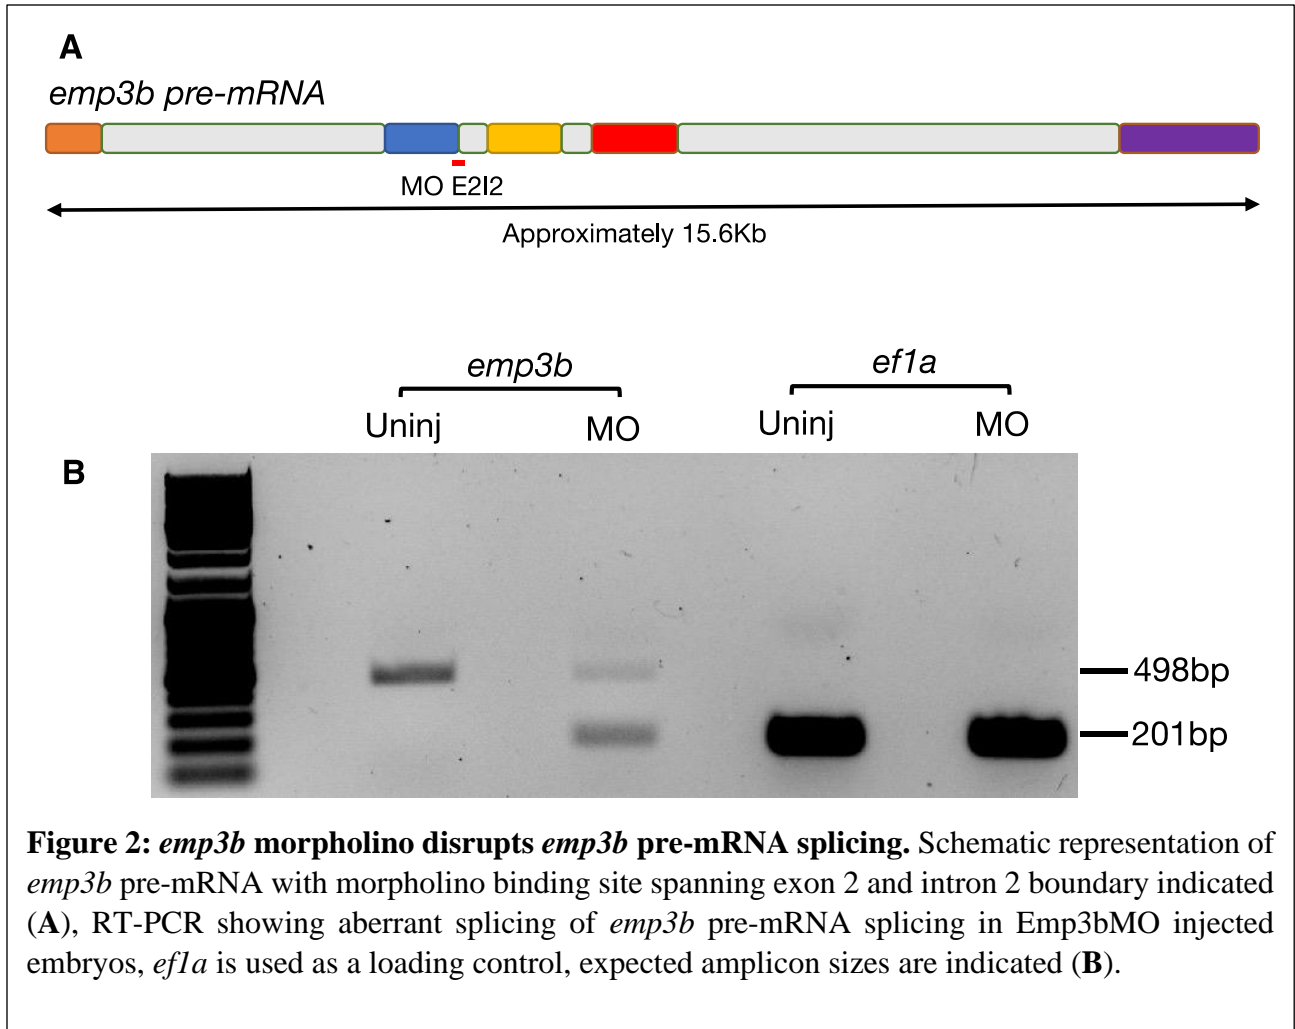 A
emp3b pre-mRNA
MO E2I2
Approximately 15.6Kb
emp3b
ef1a
Uninj
MO
Uninj
MO
B
498bp
201bp
Figure 2: emp3b morpholino disrupts emp3b pre-mRNA splicing. Schematic representation of
emp3b pre-mRNA with morpholino binding site spanning exon 2 and intron 2 boundary indicated
(A), RT-PCR showing aberrant splicing of emp3b pre-mRNA splicing in Emp3bMO injected
embryos, ef1a is used as a loading control, expected amplicon sizes are indicated (B).